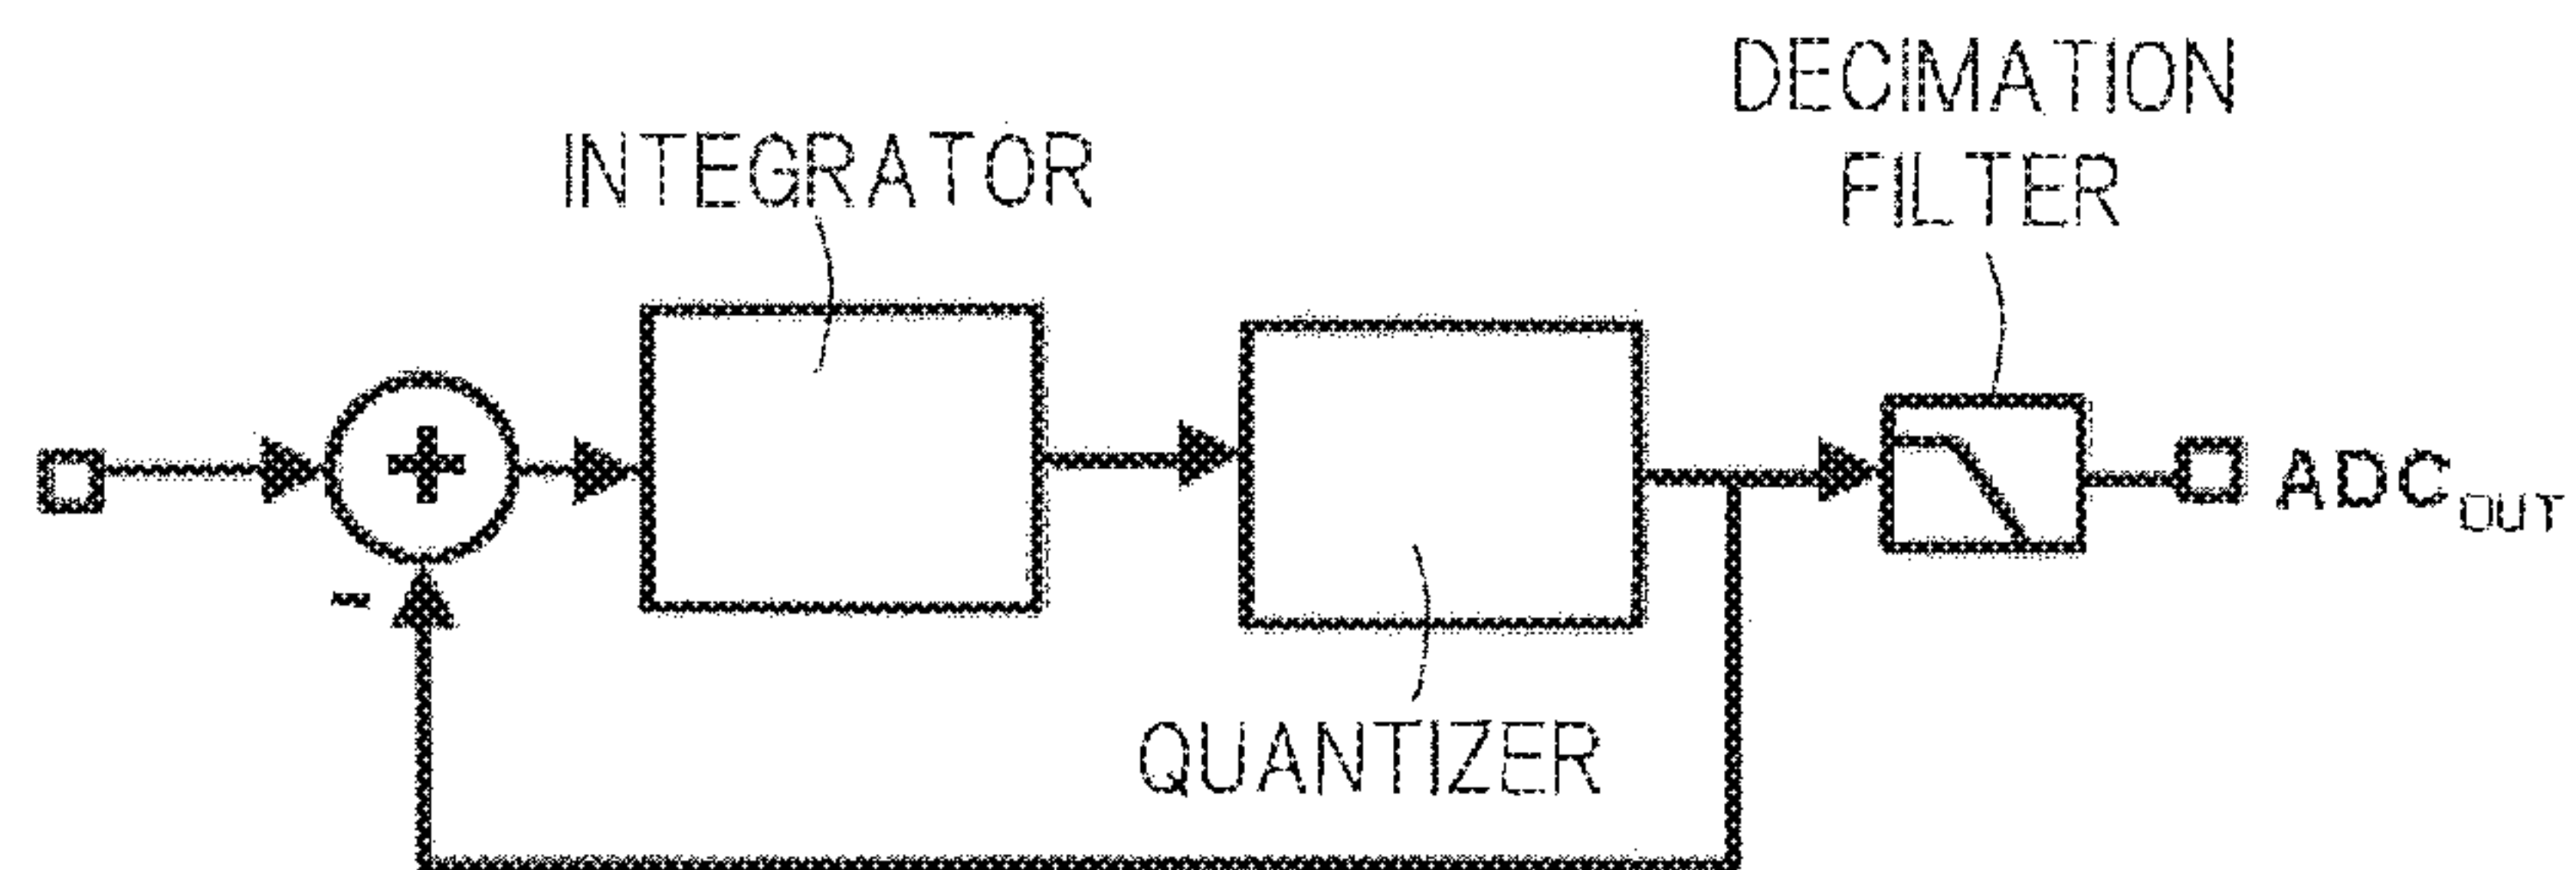 DECIMATION
FILTER
INTEGRATOR
+
-
ADC_OUT
QUANTIZER